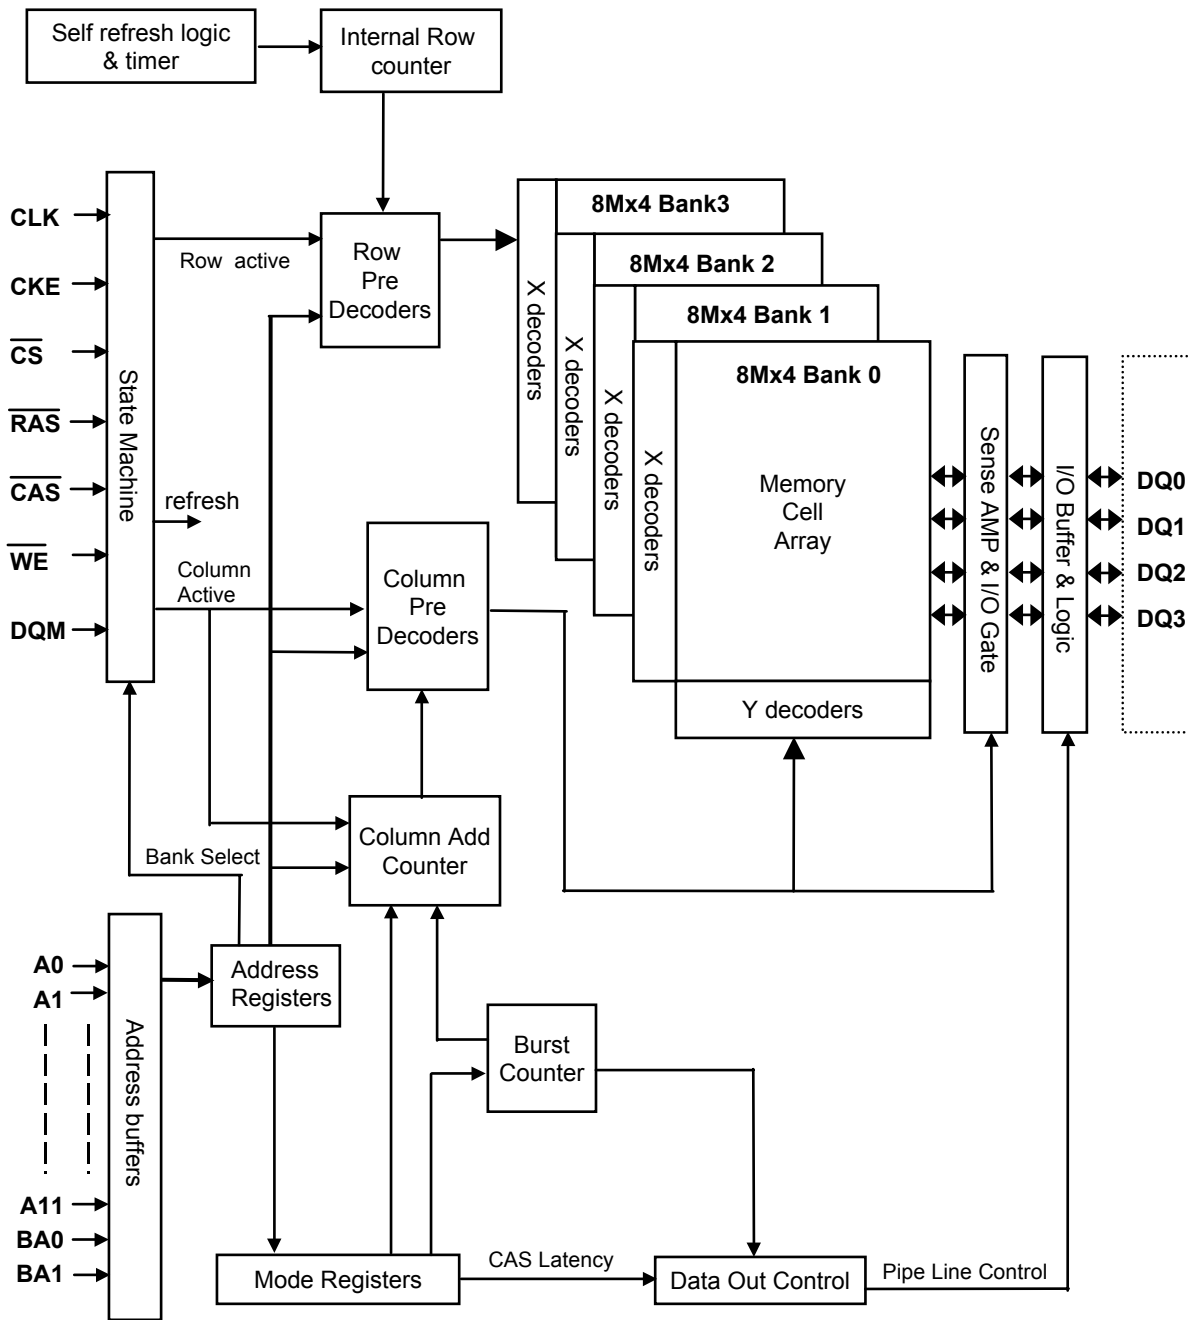 Self refresh logic
& timer
Internal Row
counter
CLK
CKE
CS
RAS
CAS
WE
DQM
State Machine
Row active
refresh
Column
Active
Bank Select
Row
Pre
Decoders
Column
Pre
Decoders
Column Add
Counter
X decoders
X decoders
X decoders
X decoders
8Mx4 Bank3
8Mx4 Bank 2
8Mx4 Bank 1
8Mx4 Bank 0
Memory
Cell
Array
Y decoders
Sense AMP & I/O Gate
I/O Buffer & Logic
DQ0
DQ1
DQ2
DQ3
A0
A1
A11
BA0
BA1
Address buffers
Address
Registers
Burst
Counter
Mode Registers
CAS Latency
Data Out Control
Pipe Line Control